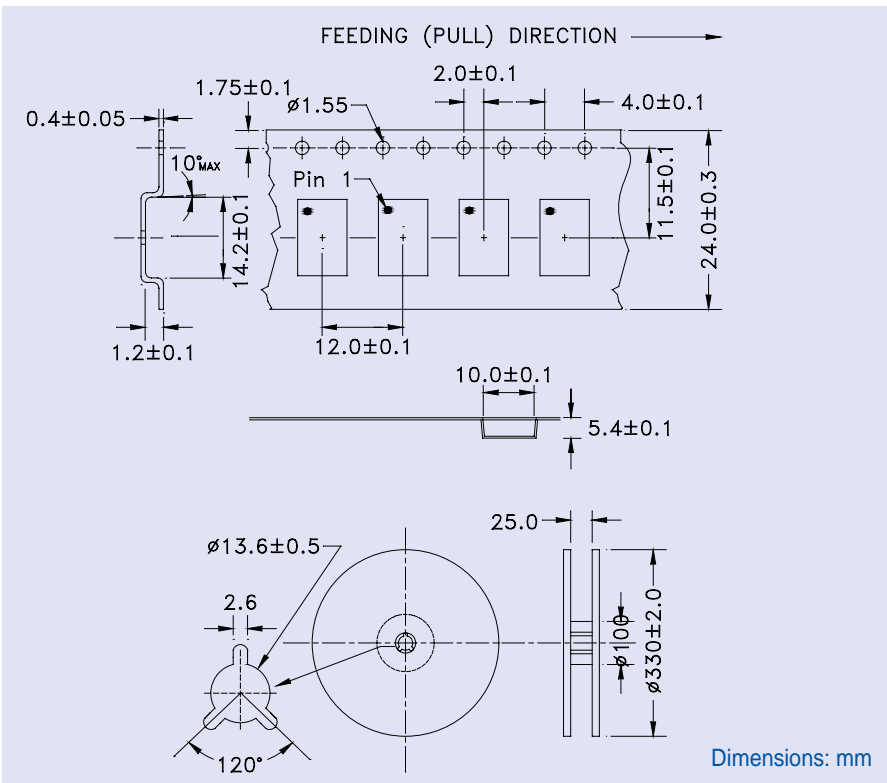 FEEDING (PULL) DIRECTION
2.0±0.1
1.75±0.1
ø1.55
4.0±0.1
0.4±0.05
10°MAX
Pin 1
11.5±0.1
24.0±0.3
14.2±0.1
1.2±0.1
12.0±0.1
10.0±0.1
5.4±0.1
25.0
ø13.6±0.5
2.6
ø100
ø330±2.0
120°
Dimensions: mm